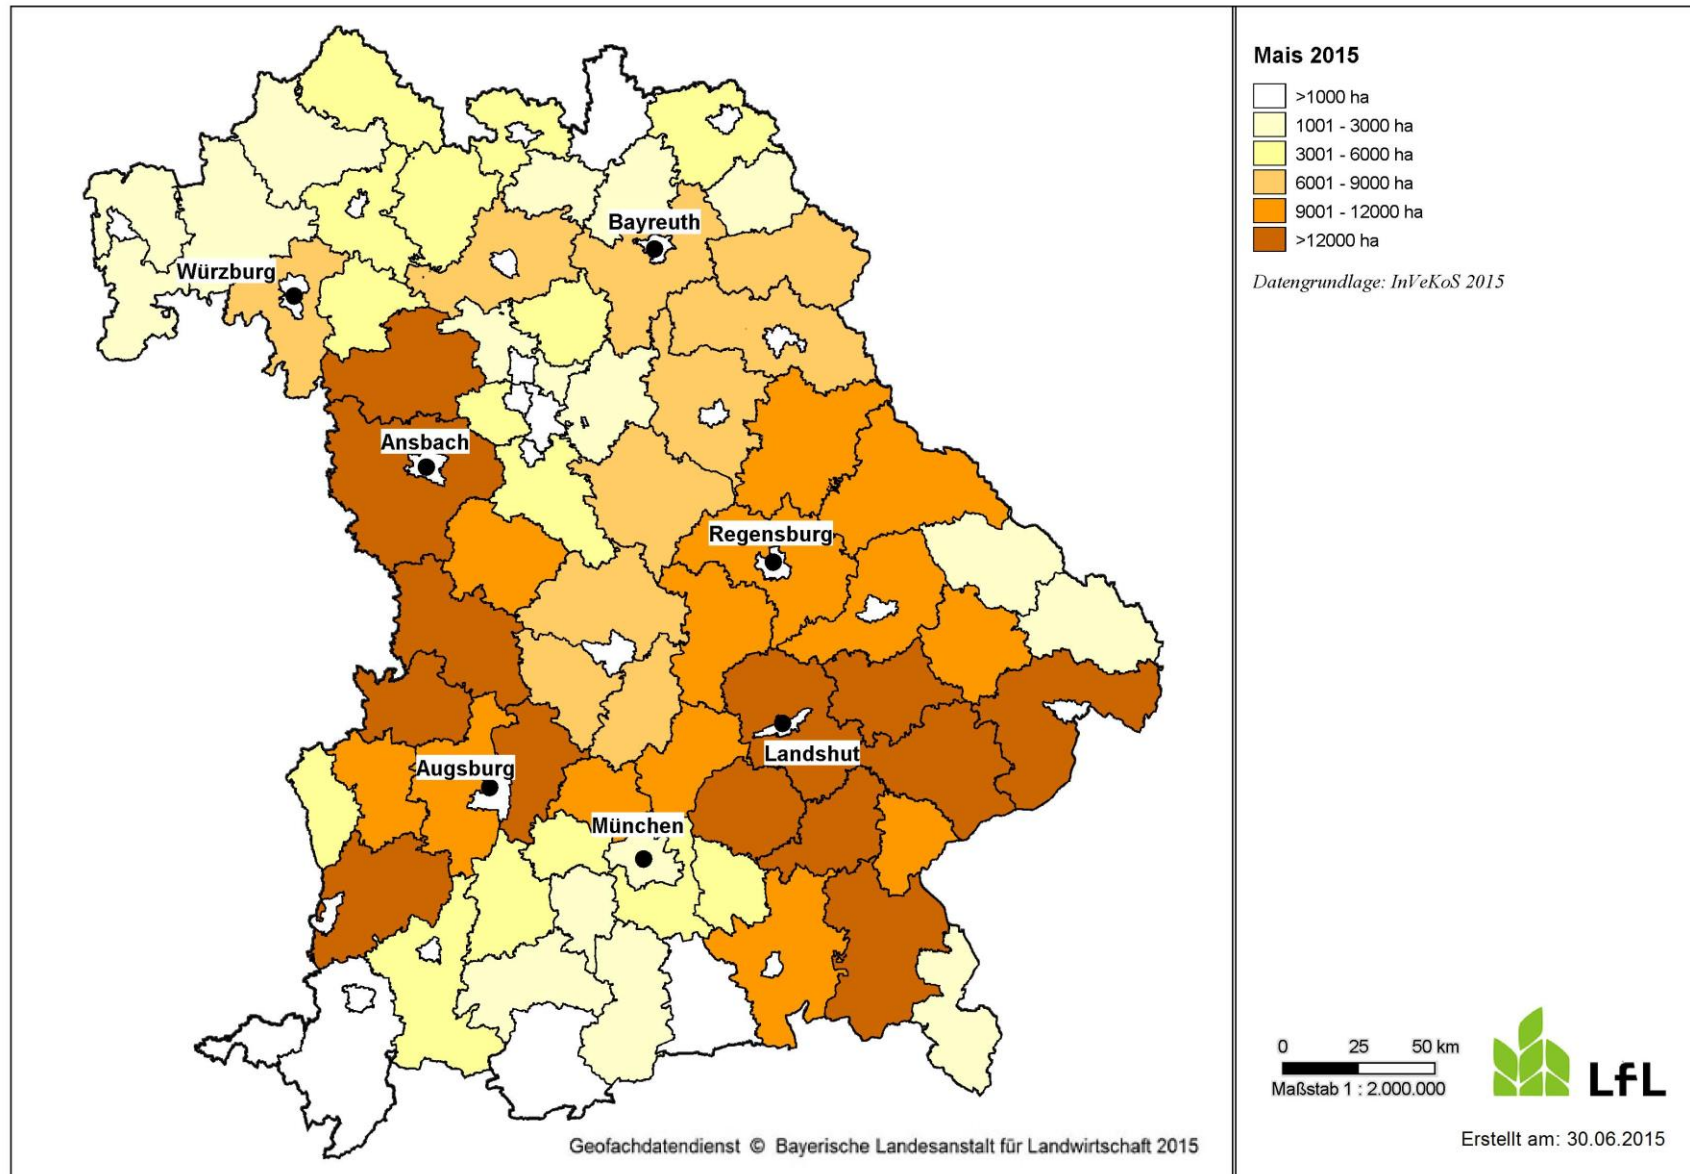 Mais 2015
>1000 ha
1001 - 3000 ha
3001 - 6000 ha
6001 - 9000 ha
9001 - 12000 ha
>12000 ha
Datengrundlage: InVeKoS 2015
Bayreuth
Würzburg
Ansbach
Regensburg
Landshut
Augsburg
München
0 25 50 km
Maßstab 1 : 2.000.000
LfL
Geofachdatendienst © Bayerische Landesanstalt für Landwirtschaft 2015
Erstellt am: 30.06.2015